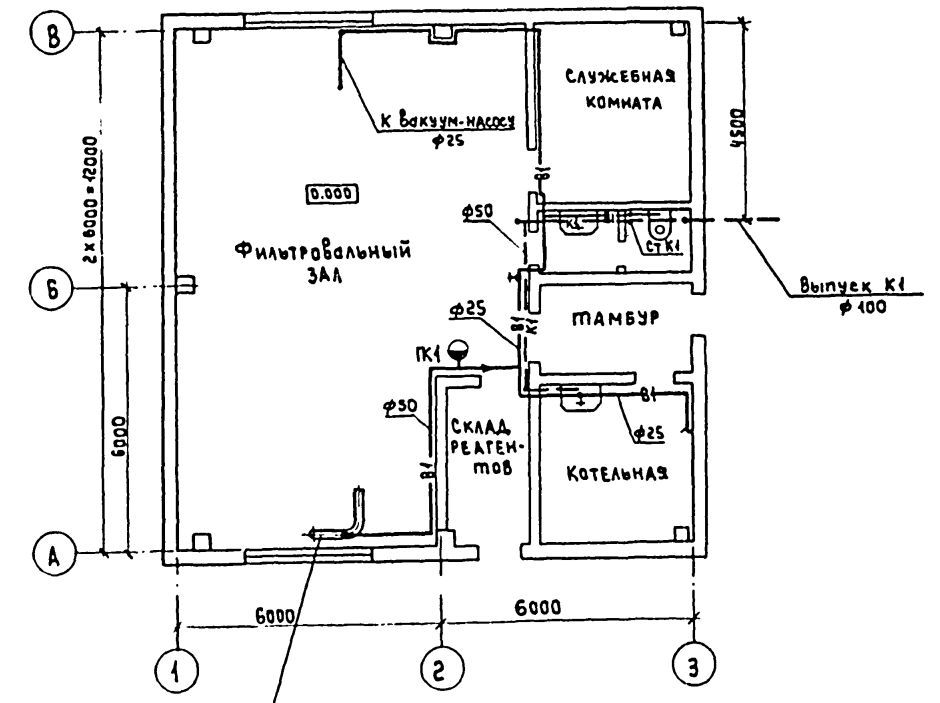 В
СЛУЖЕБНАЯ
КОМНАТА
К ВАКУУМ-НАСОСУ
ф25
4500
2 х 6000 = 12000
В1
0.000
ф50
СТ К1
ФИЛЬТРОВАЛЬНЫЙ
ЗАЛ
Б
ВЫПУСК К1
ф100
ф25
В1
К1
ТАМБУР
ПК1
ф50
В1
СКЛАД
РЕАГЕН-
ТОВ
ф25
6000
В1
КОТЕЛЬНАЯ
А
6000
6000
1
2
3